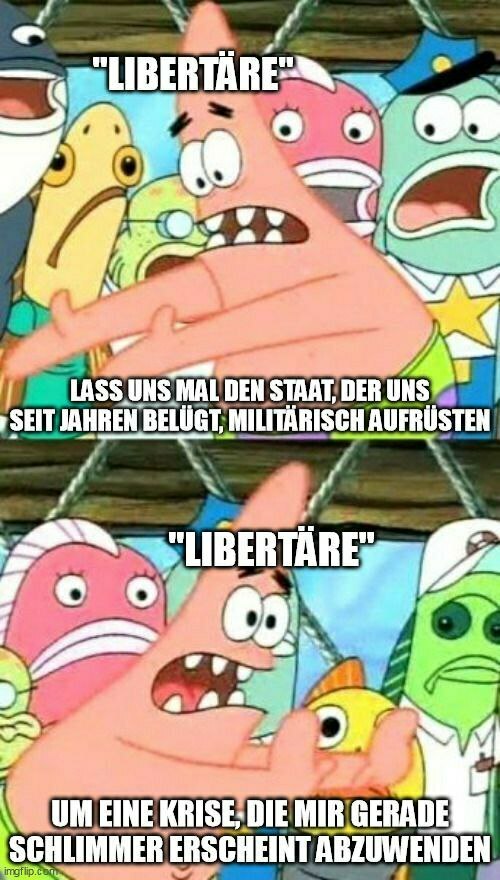 "LIBERTÄRE"
LASS UNS MAL DEN STAAT, DER UNS
SEIT JAHREN BELÜGT, MILITÄRISCH AUFRÜSTEN
"LIBERTÄRE"
UM EINE KRISE, DIE MIR GERADE
SCHLIMMER ERSCHEINT ABZUWENDEN
imgflip.com